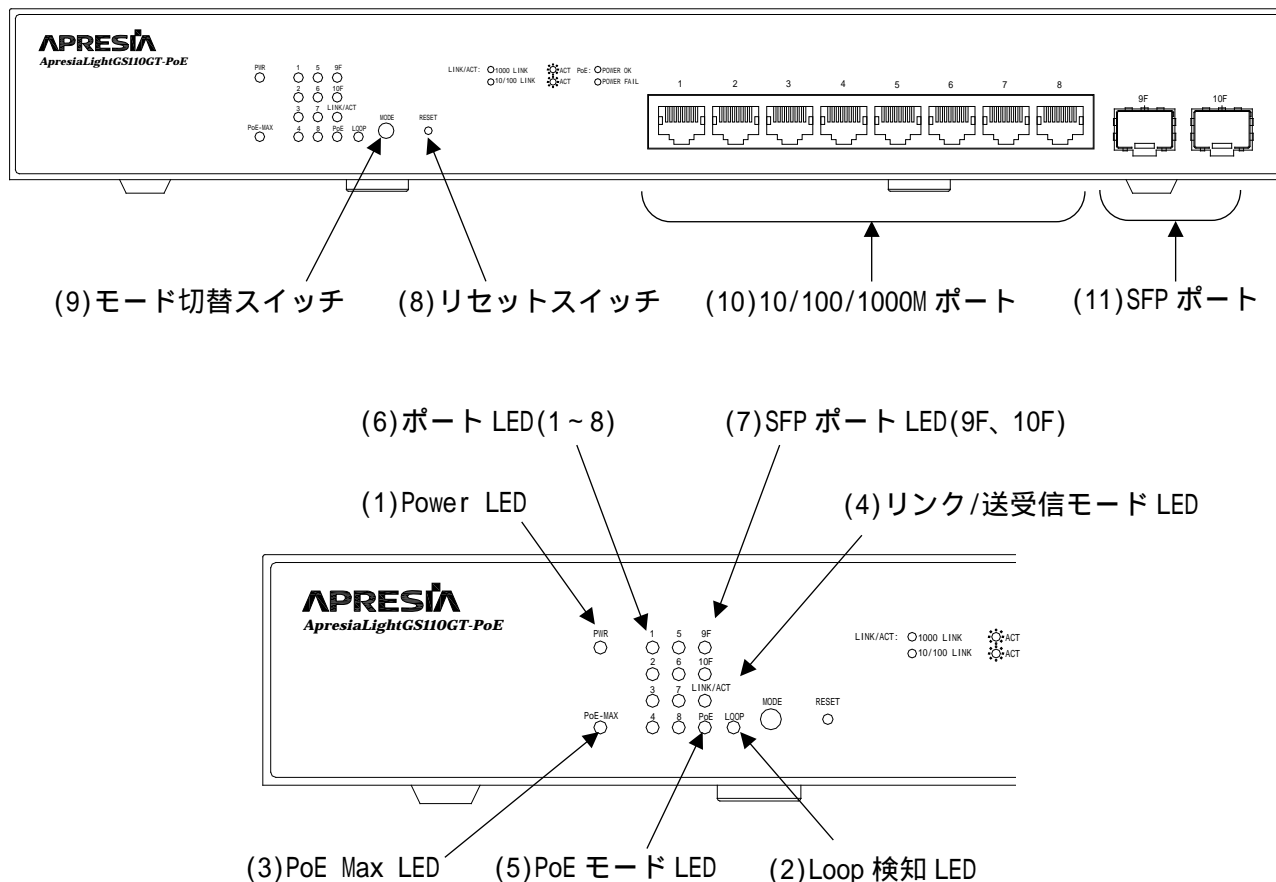 APRESIA
ApresiaLightGS110GT-PoE
PWR 1 5 9F
2 6 10F
3 7 LINK/ACT
PoE-MAX 4 8 PoE LOOP MODE RESET
LINK/ACT: 1000 LINK ACT PoE: POWER OK
10/100 LINK ACT POWER FAIL
1 2 3 4 5 6 7 8 9F 10F
(9)モード切替スイッチ (8)リセットスイッチ (10)10/100/1000M ポート (11)SFP ポート
(6)ポート LED(1～8) (7)SFP ポート LED(9F、10F)
(1)Power LED (4)リンク/送受信モード LED
APRESIA
ApresiaLightGS110GT-PoE
PWR 1 5 9F
2 6 10F
3 7 LINK/ACT
PoE-MAX 4 8 PoE LOOP MODE RESET
LINK/ACT: 1000 LINK ACT
10/100 LINK ACT
(3)PoE Max LED (5)PoE モード LED (2)Loop 検知 LED